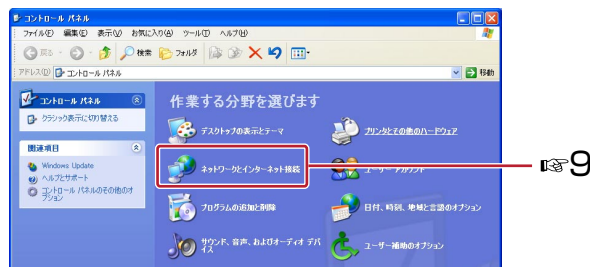 コントロール パネル
ファイル(F) 編集(E) 表示(V) お気に入り(A) ツール(T) ヘルプ(H)
戻る 検索 フォルダ
アドレス(D) コントロール パネル 移動
コントロール パネル
クラシック表示に切り替える
関連項目
Windows Update
ヘルプとサポート
コントロール パネルのその他のオ
プション
作業する分野を選びます
デスクトップの表示とテーマ
プリンタとその他のハードウェア
ネットワークとインターネット接続
ユーザー アカウント
プログラムの追加と削除
日付、時刻、地域と言語のオプション
サウンド、音声、およびオーディオ デバ
イス
ユーザー補助のオプション
☞9